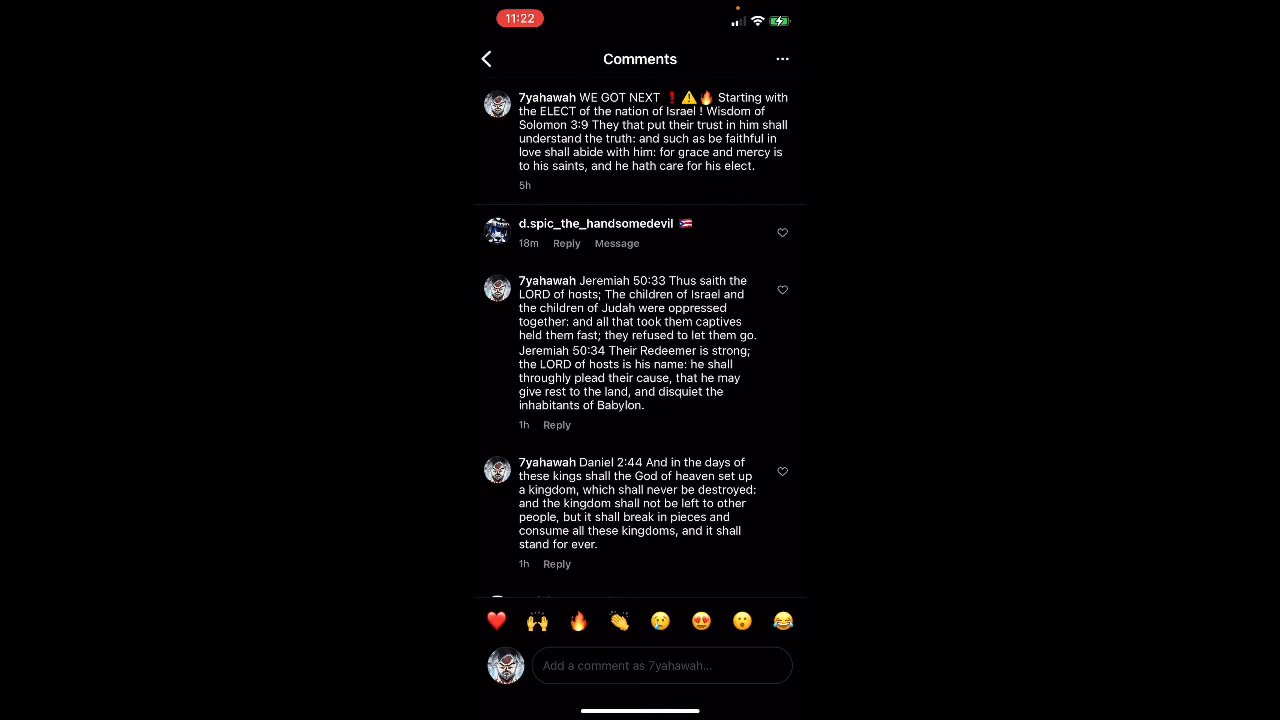 11:22
Comments
7yahawah WE GOT NEXT ❗⚠️🔥 Starting with
the ELECT of the nation of Israel ! Wisdom of
Solomon 3:9 They that put their trust in him shall
understand the truth: and such as be faithful in
love shall abide with him: for grace and mercy is
to his saints, and he hath care for his elect.
5h
d.spic_the_handsomedevil 🇵🇷
18m Reply Message
7yahawah Jeremiah 50:33 Thus saith the
LORD of hosts; The children of Israel and
the children of Judah were oppressed
together: and all that took them captives
held them fast; they refused to let them go.
Jeremiah 50:34 Their Redeemer is strong;
the LORD of hosts is his name: he shall
throughly plead their cause, that he may
give rest to the land, and disquiet the
inhabitants of Babylon.
1h Reply
7yahawah Daniel 2:44 And in the days of
these kings shall the God of heaven set up
a kingdom, which shall never be destroyed:
and the kingdom shall not be left to other
people, but it shall break in pieces and
consume all these kingdoms, and it shall
stand for ever.
1h Reply
❤️ 🙌 🔥 👏 😢 😍 😮 😂
Add a comment as 7yahawah...